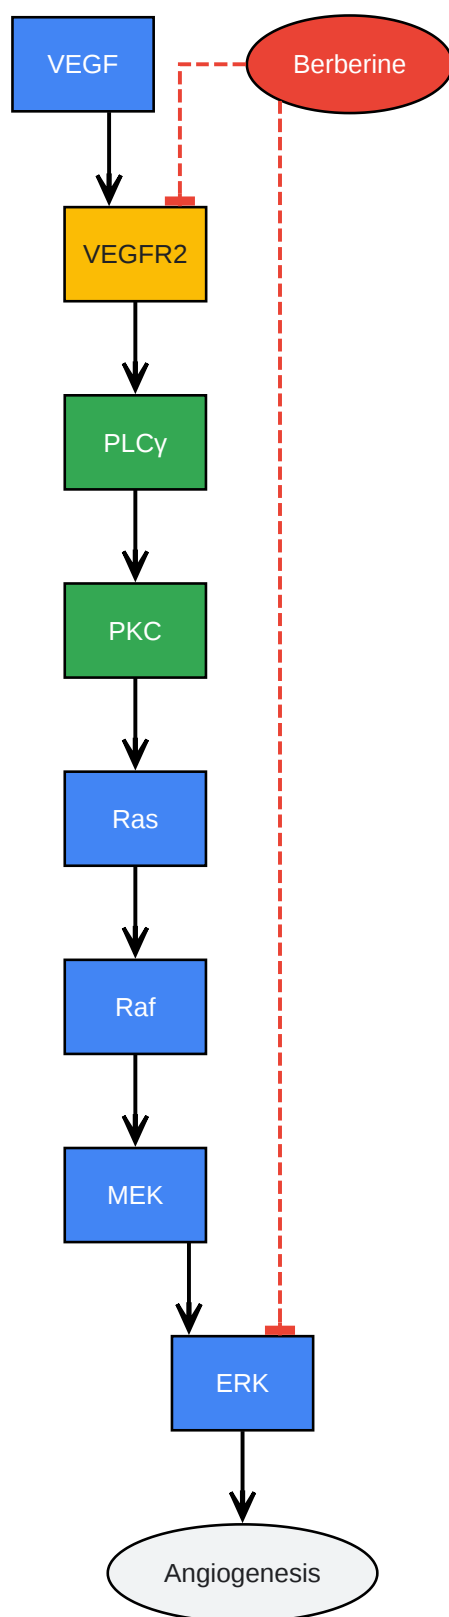 VEGF
Berberine
VEGFR2
PLCγ
PKC
Ras
Raf
MEK
ERK
Angiogenesis